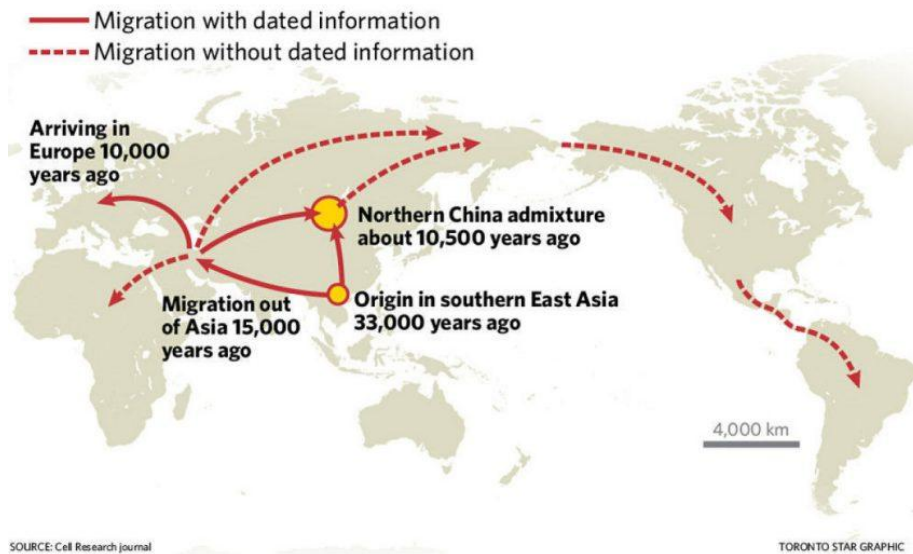 Migration with dated information
Migration without dated information
Arriving in
Europe 10,000
years ago
Northern China admixture
about 10,500 years ago
Migration out
of Asia 15,000
years ago
Origin in southern East Asia
33,000 years ago
4,000 km
SOURCE: Cell Research journal
TORONTO STAR GRAPHIC